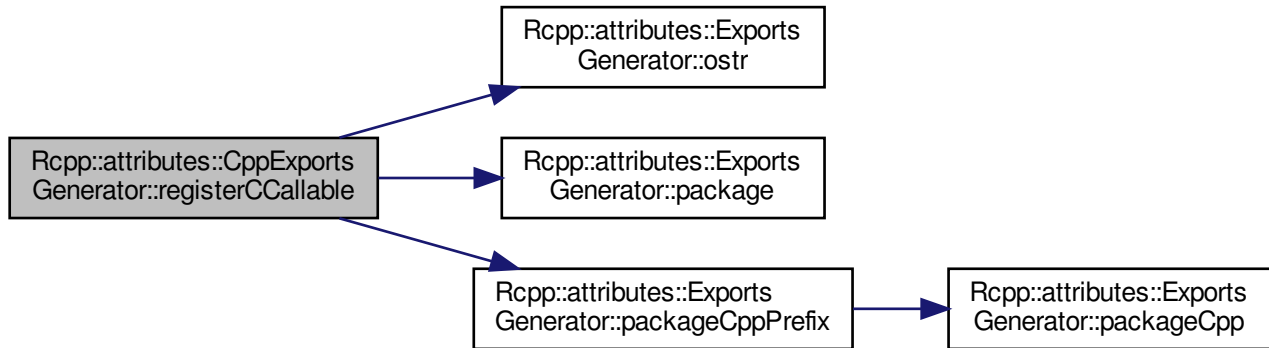 Rcpp::attributes::Exports
Generator::ostr
Rcpp::attributes::CppExports
Generator::registerCCallable
Rcpp::attributes::Exports
Generator::package
Rcpp::attributes::Exports
Generator::packageCppPrefix
Rcpp::attributes::Exports
Generator::packageCpp